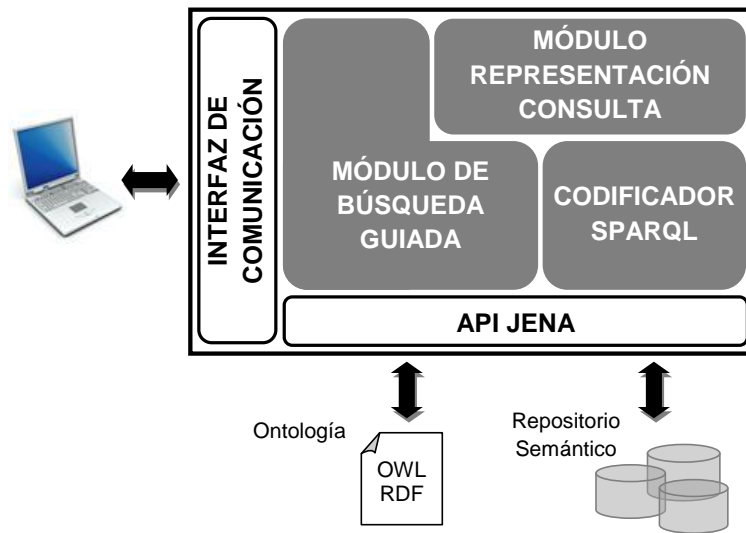 INTERFAZ DE
COMUNICACIÓN
MÓDULO
REPRESENTACIÓN
CONSULTA
MÓDULO DE
BÚSQUEDA
GUIADA
CODIFICADOR
SPARQL
API JENA
Ontología
OWL
RDF
Repositorio
Semántico